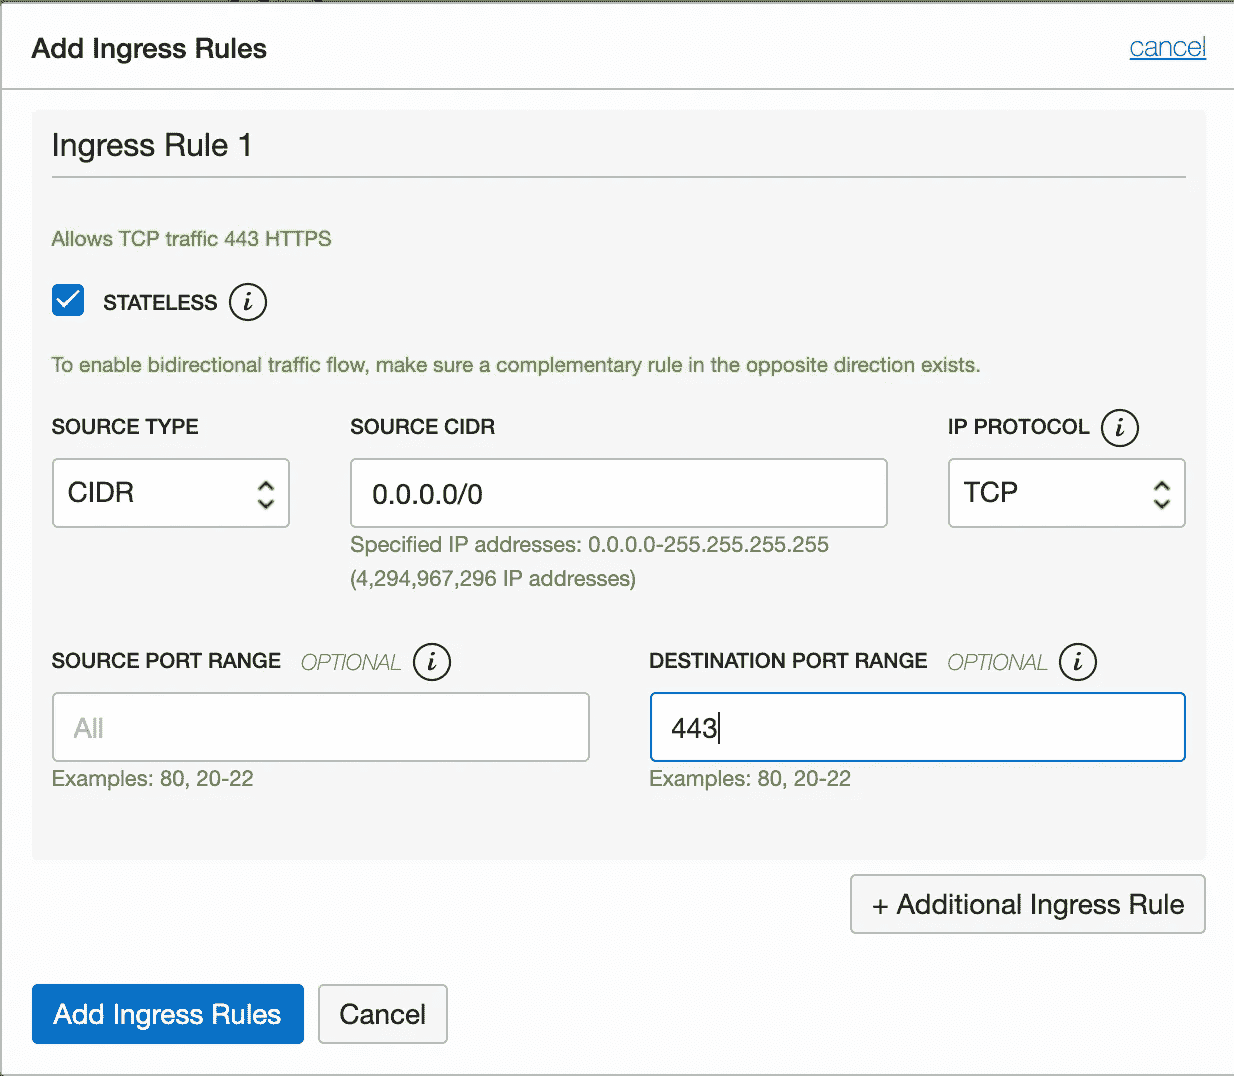 Add Ingress Rules
cancel
Ingress Rule 1
Allows TCP traffic 443 HTTPS
STATELESS i
To enable bidirectional traffic flow, make sure a complementary rule in the opposite direction exists.
SOURCE TYPE
SOURCE CIDR
IP PROTOCOL i
CIDR
0.0.0.0/0
TCP
Specified IP addresses: 0.0.0.0-255.255.255.255
(4,294,967,296 IP addresses)
SOURCE PORT RANGE OPTIONAL i
DESTINATION PORT RANGE OPTIONAL i
All
443
Examples: 80, 20-22
Examples: 80, 20-22
+ Additional Ingress Rule
Add Ingress Rules
Cancel